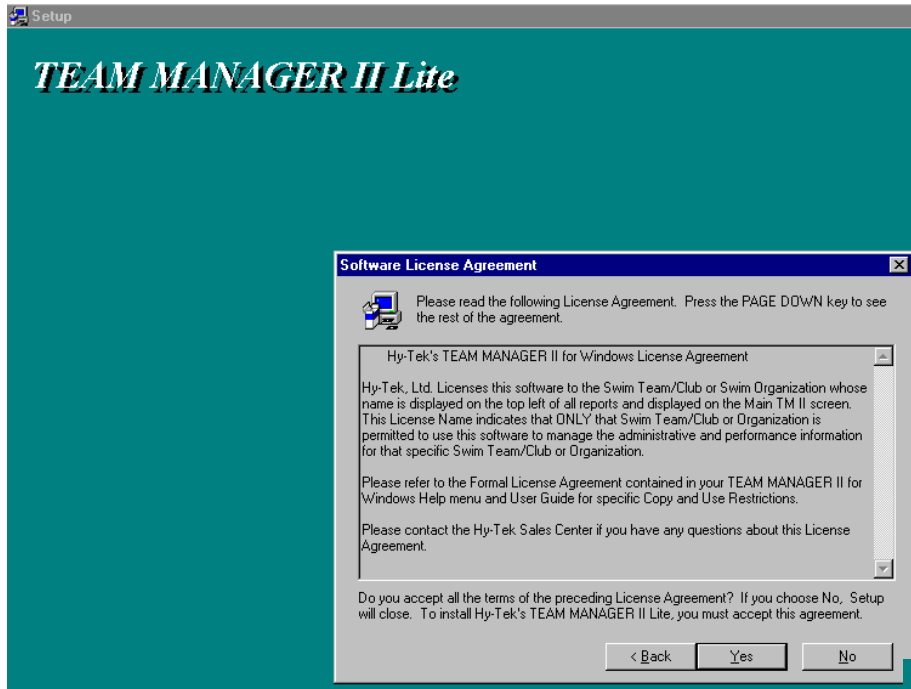 Setup
TEAM MANAGER II Lite
Software License Agreement
Please read the following License Agreement. Press the PAGE DOWN key to see
the rest of the agreement.
Hy-Tek's TEAM MANAGER II for Windows License Agreement
Hy-Tek, Ltd. Licenses this software to the Swim Team/Club or Swim Organization whose
name is displayed on the top left of all reports and displayed on the Main TM II screen.
This License Name indicates that ONLY that Swim Team/Club or Organization is
permitted to use this software to manage the administrative and performance information
for that specific Swim Team/Club or Organization.
Please refer to the Formal License Agreement contained in your TEAM MANAGER II for
Windows Help menu and User Guide for specific Copy and Use Restrictions.
Please contact the Hy-Tek Sales Center if you have any questions about this License
Agreement.
Do you accept all the terms of the preceding License Agreement? If you choose No, Setup
will close. To install Hy-Tek's TEAM MANAGER II Lite, you must accept this agreement.
< Back Yes No